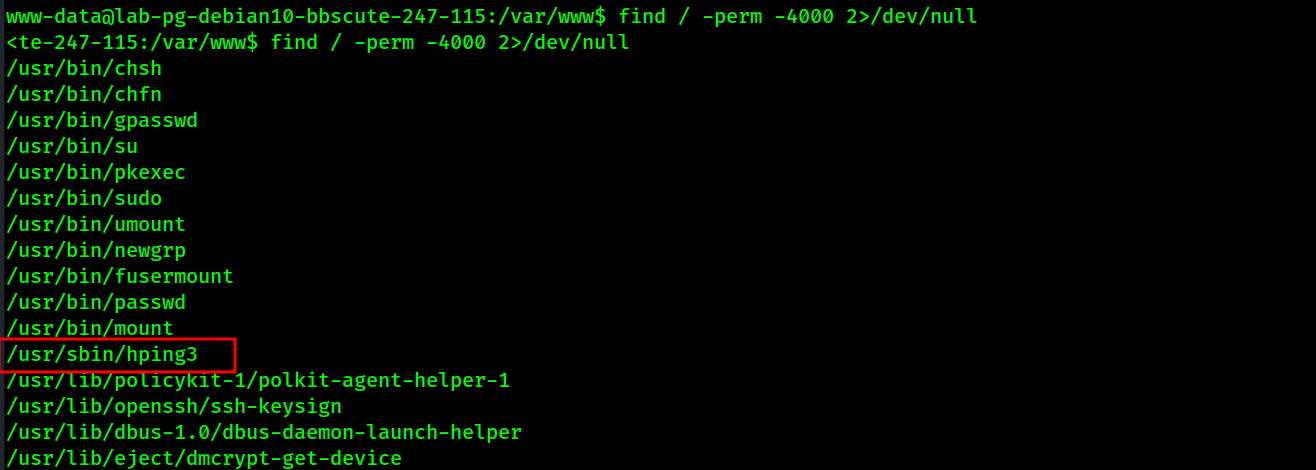 www-data@lab-pg-debian10-bbscute-247-115:/var/www$ find / -perm -4000 2>/dev/null
<te-247-115:/var/www$ find / -perm -4000 2>/dev/null
/usr/bin/chsh
/usr/bin/chfn
/usr/bin/gpasswd
/usr/bin/su
/usr/bin/pkexec
/usr/bin/sudo
/usr/bin/umount
/usr/bin/newgrp
/usr/bin/fusermount
/usr/bin/passwd
/usr/bin/mount
/usr/sbin/hping3
/usr/lib/policykit-1/polkit-agent-helper-1
/usr/lib/openssh/ssh-keysign
/usr/lib/dbus-1.0/dbus-daemon-launch-helper
/usr/lib/eject/dmcrypt-get-device